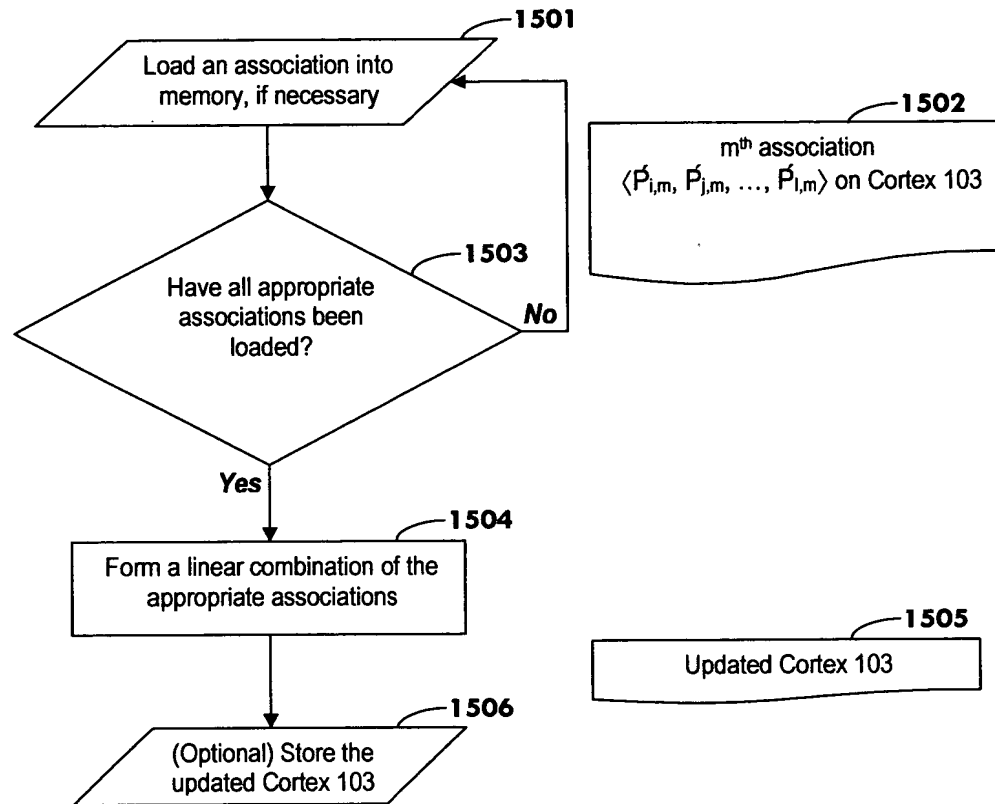 1501
Load an association into
memory, if necessary
1502
mth association
⟨Ṕi,m, Ṕj,m, ..., Ṕl,m⟩ on Cortex 103
1503
Have all appropriate
associations been
loaded?
No
Yes
1504
Form a linear combination of the
appropriate associations
1505
Updated Cortex 103
1506
(Optional) Store the
updated Cortex 103